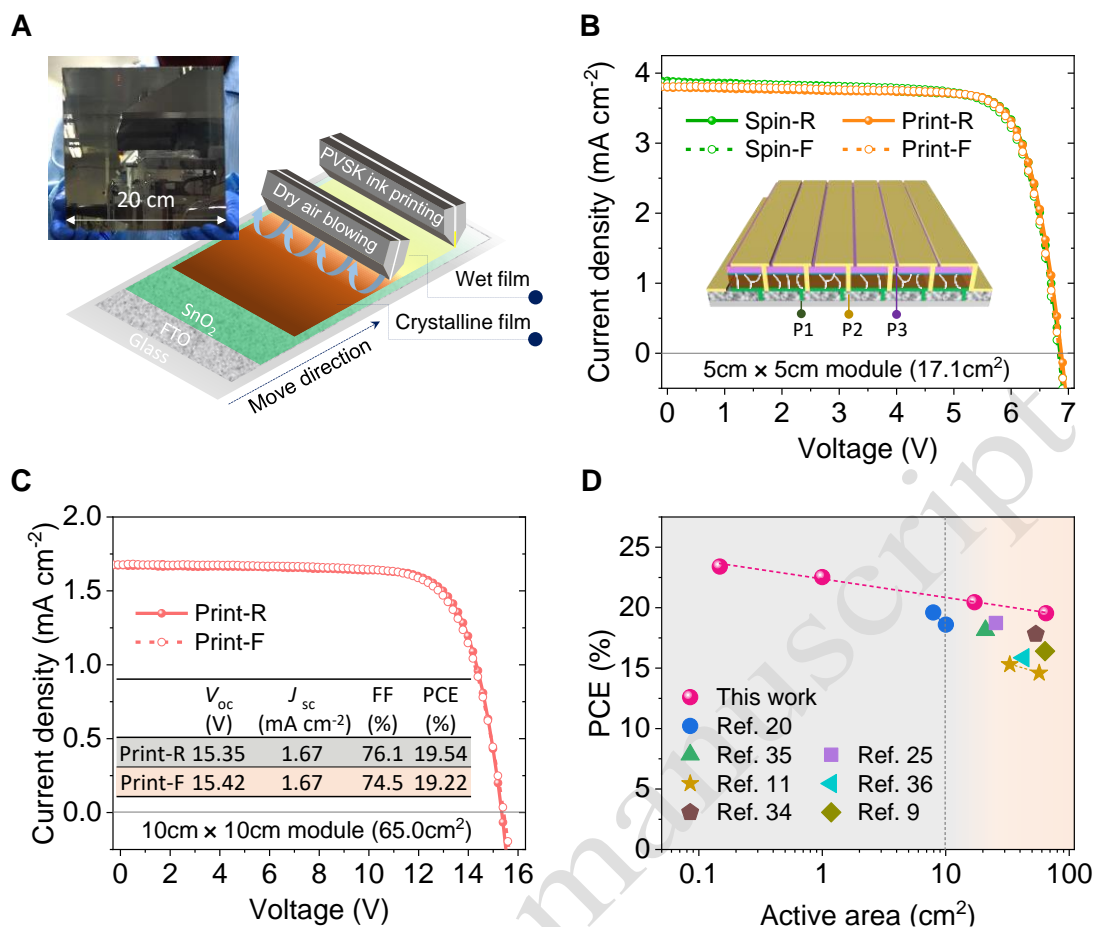 A
20 cm
PVSK ink printing
Dry air blowing
Wet film
Crystalline film
SnO₂
FTO
Glass
Move direction
B
Current density (mA cm⁻²)
4
3
2
1
0
Spin-R
Print-R
Spin-F
Print-F
P1 P2 P3
5cm × 5cm module (17.1cm²)
0 1 2 3 4 5 6 7
Voltage (V)
C
Current density (mA cm⁻²)
2.0
1.5
1.0
0.5
0.0
Print-R
Print-F
V_oc J_sc FF PCE
(V) (mA cm⁻²) (%) (%)
Print-R 15.35 1.67 76.1 19.54
Print-F 15.42 1.67 74.5 19.22
10cm × 10cm module (65.0cm²)
0 2 4 6 8 10 12 14 16
Voltage (V)
D
PCE (%)
25
20
15
10
5
0
This work
Ref. 20
Ref. 35
Ref. 25
Ref. 11
Ref. 36
Ref. 34
Ref. 9
0.1 1 10 100
Active area (cm²)
manuscript